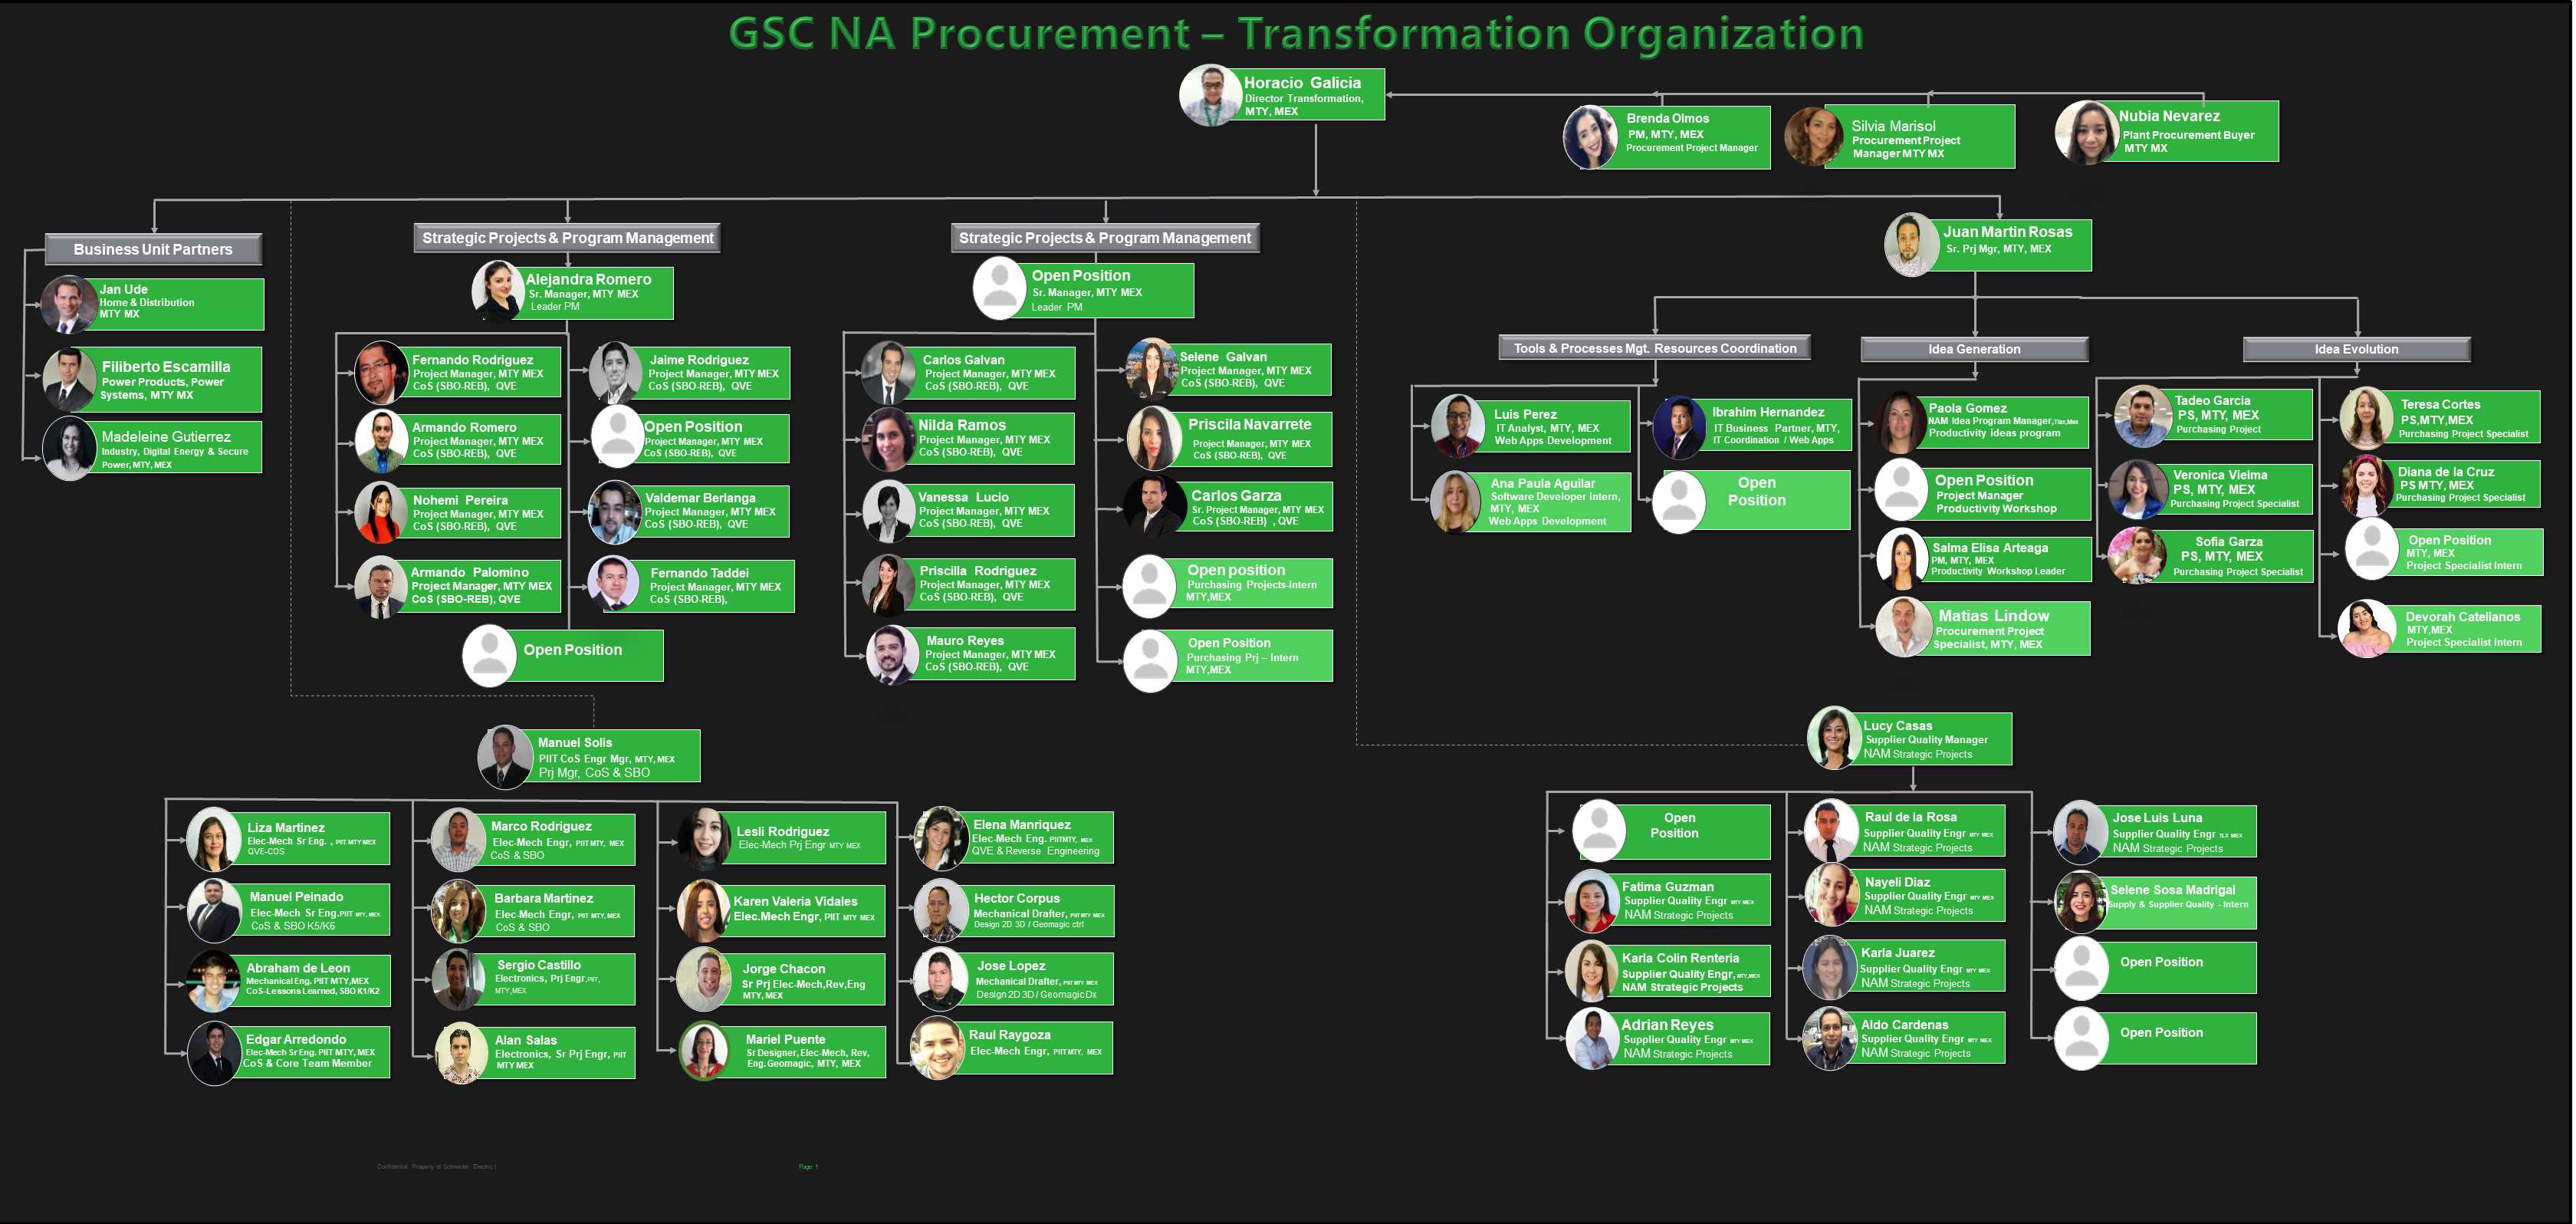 GSC NA Procurement – Transformation Organization
Horacio Galicia
Director Transformation,
MTY, MEX
Brenda Olmos
PM, MTY, MEX
Procurement Project Manager
Silvia Marisol
Procurement Project
Manager MTY MX
Nubia Nevarez
Plant Procurement Buyer
MTY MX
Business Unit Partners
Jan Ude
Home & Distribution
MTY MX
Filiberto Escamilla
Power Products, Power
Systems, MTY MX
Madeleine Gutierrez
Industry, Digital Energy & Secure
Power, MTY, MEX
Strategic Projects & Program Management
Alejandra Romero
Sr. Manager, MTY MEX
Leader PM
Fernando Rodriguez
Project Manager, MTY MEX
CoS (SBO-REB), QVE
Armando Romero
Project Manager, MTY MEX
CoS (SBO-REB), QVE
Nohemi Pereira
Project Manager, MTY MEX
CoS (SBO-REB), QVE
Armando Palomino
Project Manager, MTY MEX
CoS (SBO-REB), QVE
Jaime Rodriguez
Project Manager, MTY MEX
CoS (SBO-REB), QVE
Open Position
Project Manager, MTY MEX
CoS (SBO-REB), QVE
Valdemar Berlanga
Project Manager, MTY MEX
CoS (SBO-REB), QVE
Fernando Taddei
Project Manager, MTY MEX
CoS (SBO-REB),
Open Position
Strategic Projects & Program Management
Open Position
Sr. Manager, MTY MEX
Leader PM
Carlos Galvan
Project Manager, MTY MEX
CoS (SBO-REB), QVE
Nilda Ramos
Project Manager, MTY MEX
CoS (SBO-REB), QVE
Vanessa Lucio
Project Manager, MTY MEX
CoS (SBO-REB), QVE
Priscilla Rodriguez
Project Manager, MTY MEX
CoS (SBO-REB), QVE
Mauro Reyes
Project Manager, MTY MEX
CoS (SBO-REB), QVE
Selene Galvan
Project Manager, MTY MEX
CoS (SBO-REB), QVE
Priscila Navarrete
Project Manager, MTY MEX
CoS (SBO-REB), QVE
Carlos Garza
Sr. Project Manager, MTY MEX
CoS (SBO-REB) , QVE
Open position
Purchasing Projects-Intern
MTY,MEX
Open Position
Purchasing Prj – Intern
MTY,MEX
Juan Martin Rosas
Sr. Prj Mgr, MTY, MEX
Tools & Processes Mgt. Resources Coordination
Luis Perez
IT Analyst, MTY, MEX
Web Apps Development
Ana Paula Aguilar
Software Developer Intern,
MTY, MEX
Web Apps Development
Ibrahim Hernandez
IT Business Partner, MTY,
IT Coordination / Web Apps
Open
Position
Idea Generation
Paola Gomez
NAM Idea Program Manager,Tlax,Mex
Productivity ideas program
Open Position
Project Manager
Productivity Workshop
Salma Elisa Arteaga
PM, MTY, MEX
Productivity Workshop Leader
Matias Lindow
Procurement Project
Specialist, MTY, MEX
Idea Evolution
Tadeo Garcia
PS, MTY, MEX
Purchasing Project
Veronica Vielma
PS, MTY, MEX
Purchasing Project Specialist
Sofia Garza
PS, MTY, MEX
Purchasing Project Specialist
Teresa Cortes
PS,MTY,MEX
Purchasing Project Specialist
Diana de la Cruz
PS MTY, MEX
Purchasing Project Specialist
Open Position
MTY, MEX
Project Specialist Intern
Devorah Catellanos
MTY,MEX
Project Specialist Intern
Manuel Solis
PIIT CoS Engr Mgr, MTY, MEX
Prj Mgr, CoS & SBO
Liza Martinez
Elec-Mech Sr Eng. , PIIT MTY MEX
QVE-COS
Manuel Peinado
Elec-Mech Sr Eng.PIIT MTY, MEX
CoS & SBO K5/K6
Abraham de Leon
Mechanical Eng. PIIT MTY,MEX
CoS-Lessons Learned, SBO K1/K2
Edgar Arredondo
Elec-Mech Sr Eng. PIIT MTY, MEX
CoS & Core Team Member
Marco Rodriguez
Elec-Mech Engr, PIIT MTY, MEX
CoS & SBO
Barbara Martinez
Elec-Mech Engr, PIIT MTY, MEX
CoS & SBO
Sergio Castillo
Electronics, Prj Engr,PIIT,
MTY,MEX
Alan Salas
Electronics, Sr Prj Engr, PIIT
MTY MEX
Lesli Rodriguez
Elec-Mech Prj Engr MTY MEX
Karen Valeria Vidales
Elec.Mech Engr, PIIT MTY MEX
Jorge Chacon
Sr Prj Elec-Mech,Rev,Eng
MTY, MEX
Mariel Puente
Sr Designer, Elec-Mech, Rev,
Eng. Geomagic, MTY, MEX
Elena Manriquez
Elec-Mech Eng. PIITMTY, MEX
QVE & Reverse Engineering
Hector Corpus
Mechanical Drafter, PIIT MTY MEX
Design 2D 3D / Geomagic ctrl
Jose Lopez
Mechanical Drafter, PIIT MTY MEX
Design 2D 3D / GeomagicDx
Raul Raygoza
Elec-Mech Engr, PIIT MTY, MEX
Lucy Casas
Supplier Quality Manager
NAM Strategic Projects
Open
Position
Fatima Guzman
Supplier Quality Engr MTY MEX
NAM Strategic Projects
Karla Colin Renteria
Supplier Quality Engr, MTY,MEX
NAM Strategic Projects
Adrian Reyes
Supplier Quality Engr MTY MEX
NAM Strategic Projects
Raul de la Rosa
Supplier Quality Engr MTY MEX
NAM Strategic Projects
Nayeli Diaz
Supplier Quality Engr MTY MEX
NAM Strategic Projects
Karla Juarez
Supplier Quality Engr MTY MEX
NAM Strategic Projects
Aldo Cardenas
Supplier Quality Engr MTY MEX
NAM Strategic Projects
Jose Luis Luna
Supplier Quality Engr TLX MEX
NAM Strategic Projects
Selene Sosa Madrigal
Supply & Supplier Quality - Intern
Open Position
Open Position
Confidential Property of Schneider Electric |
Page 1